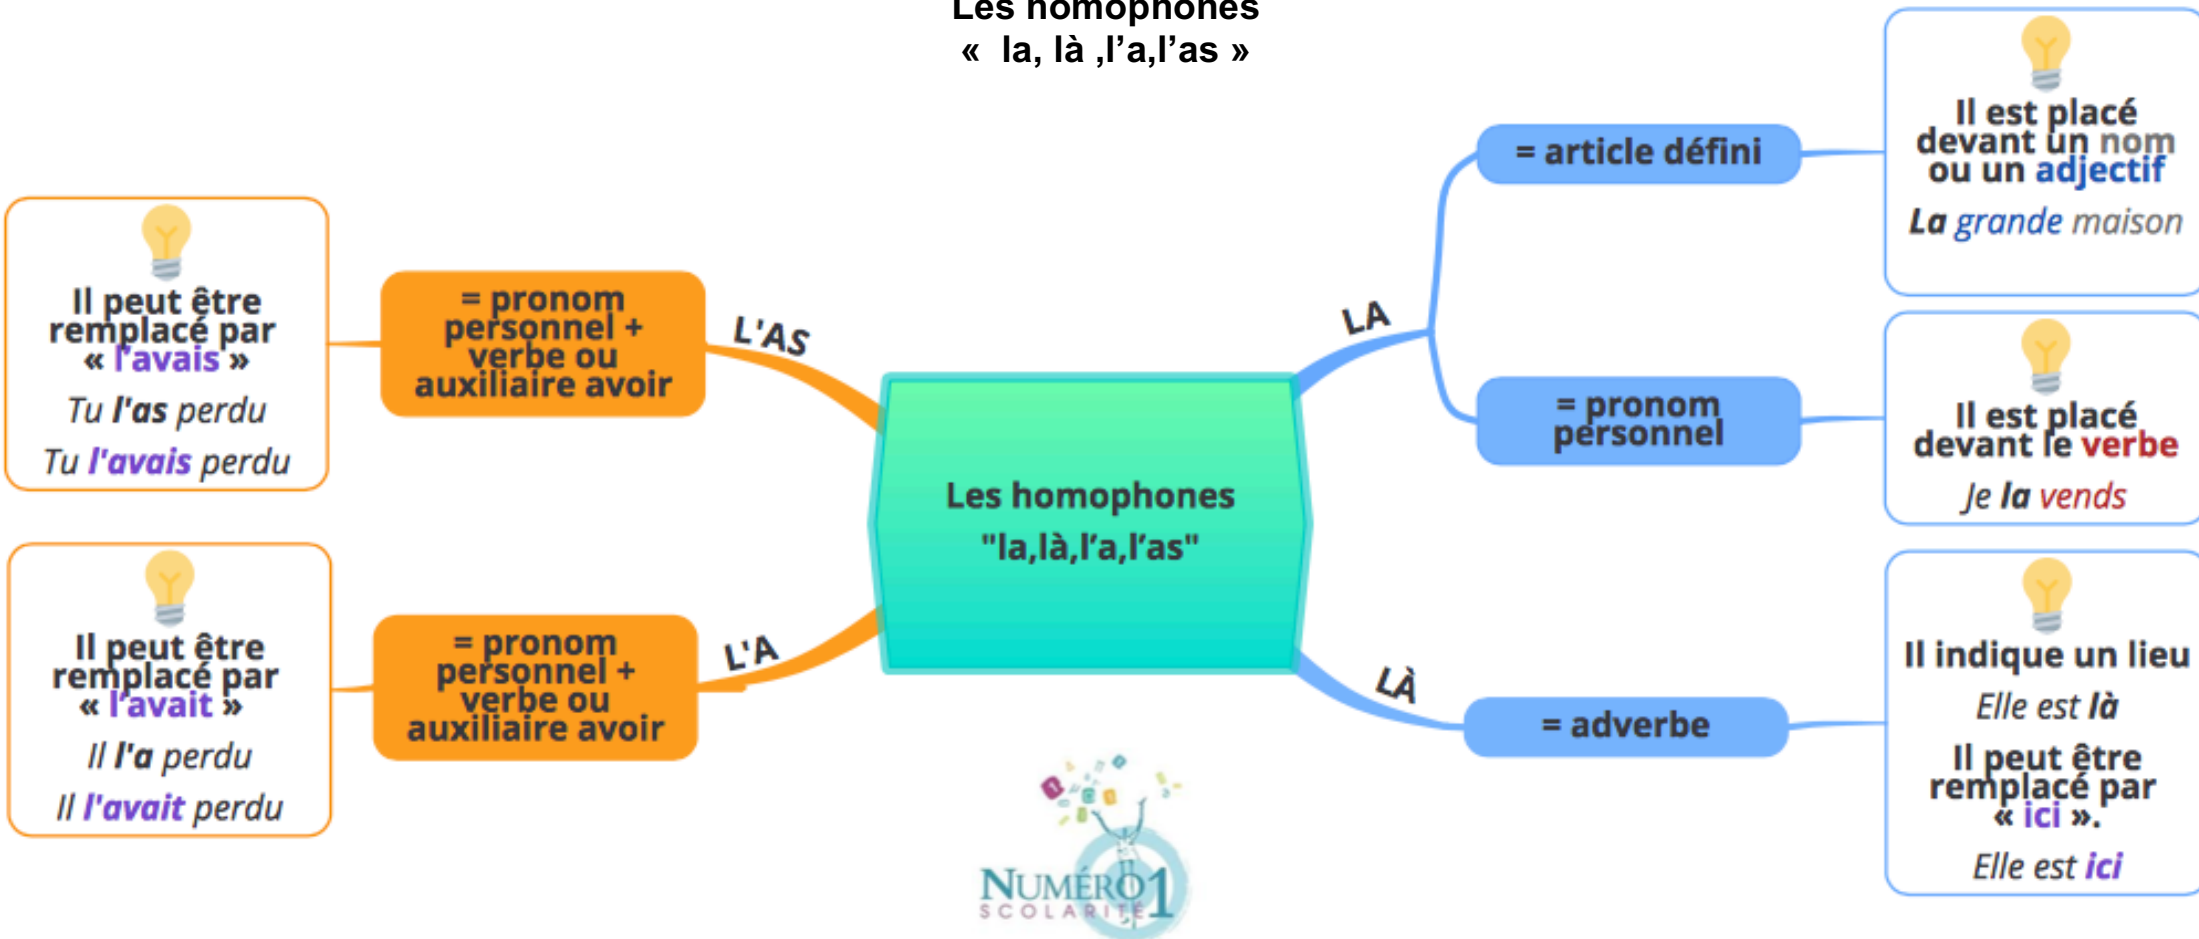 Les homophones
« la, là ,l’a,l’as »
Il peut être
remplacé par
« l'avais »
Tu l'as perdu
Tu l'avais perdu
= pronom
personnel +
verbe ou
auxiliaire avoir
L'AS
Il peut être
remplacé par
« l’avait »
Il l'a perdu
Il l'avait perdu
= pronom
personnel +
verbe ou
auxiliaire avoir
L'A
Les homophones
"la,là,l’a,l’as"
LA
= article défini
Il est placé
devant un nom
ou un adjectif
La grande maison
= pronom
personnel
Il est placé
devant le verbe
Je la vends
LÀ
= adverbe
Il indique un lieu
Elle est là
Il peut être
remplacé par
« ici ».
Elle est ici
NUMÉRO1
SCOLARITÉ